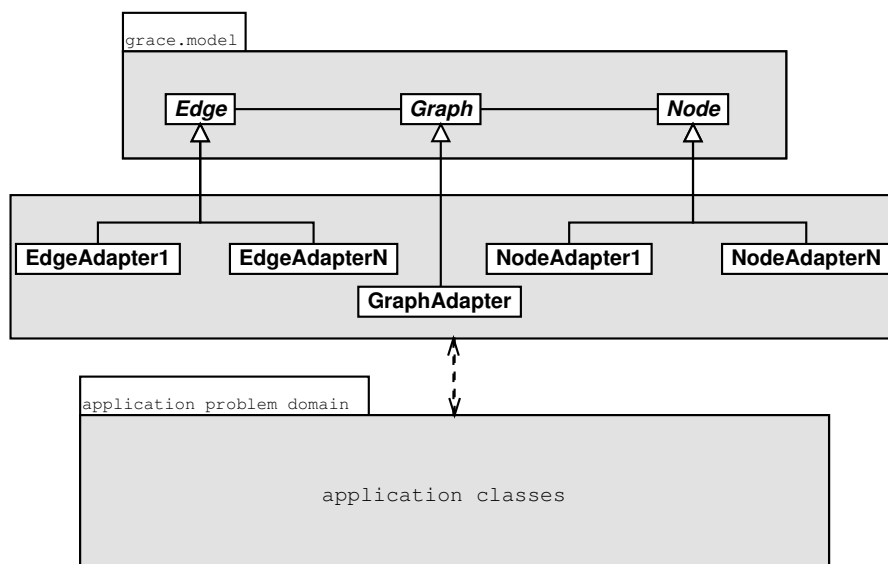 grace.model
Edge Graph Node
EdgeAdapter1 EdgeAdapterN NodeAdapter1 NodeAdapterN
GraphAdapter
application problem domain
application classes